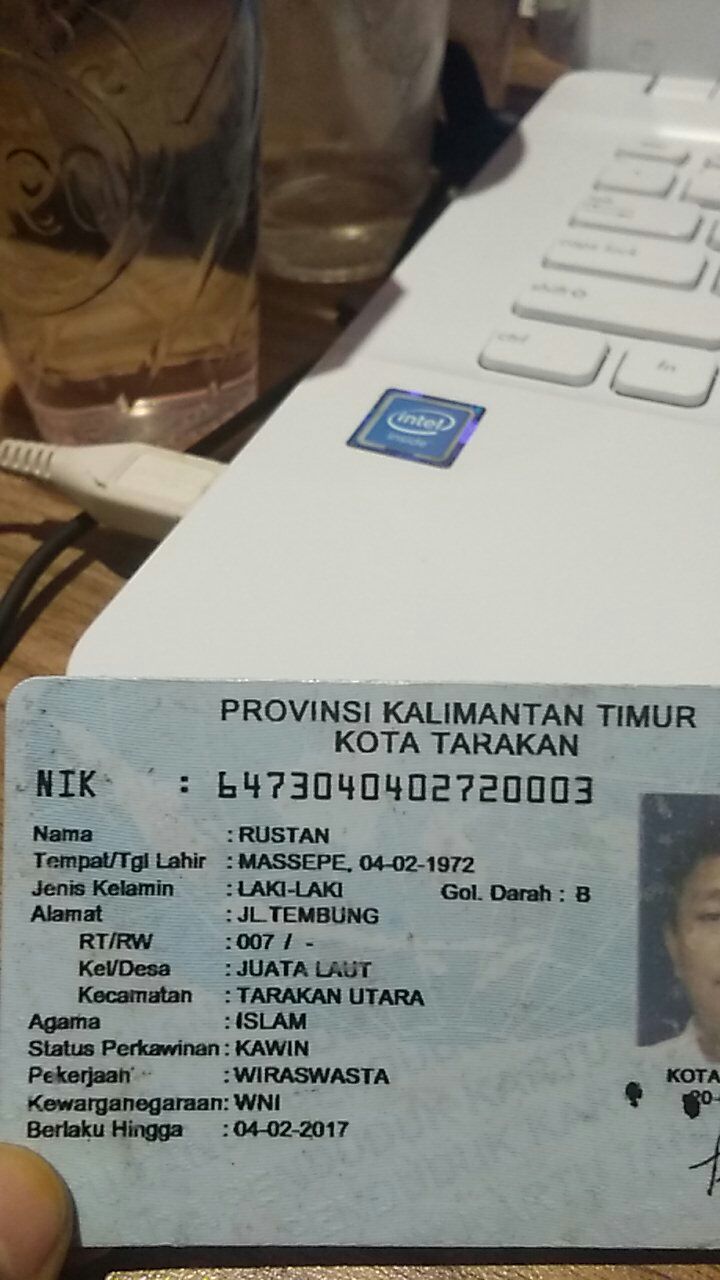 ctrl
fn
intel
inside
PROVINSI KALIMANTAN TIMUR
KOTA TARAKAN
NIK : 6473040402720003
Nama : RUSTAN
Tempat/Tgl Lahir : MASSEPE, 04-02-1972
Jenis Kelamin : LAKI-LAKI Gol. Darah : B
Alamat : JL.TEMBUNG
RT/RW : 007 / -
Kel/Desa : JUATA LAUT
Kecamatan : TARAKAN UTARA
Agama : ISLAM
Status Perkawinan : KAWIN
Pekerjaan : WIRASWASTA
Kewarganegaraan: WNI
Berlaku Hingga : 04-02-2017
KOTA